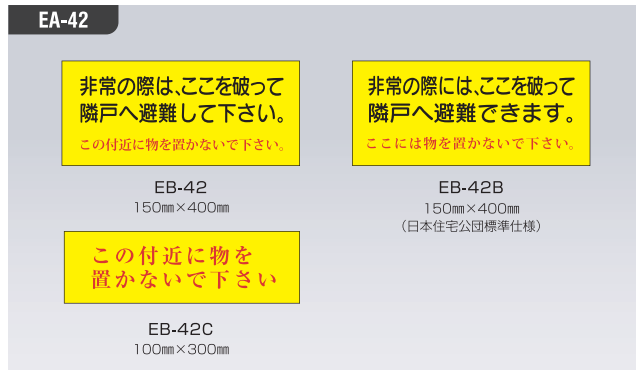 EA-42
非常の際は、ここを破って
隣戸へ避難して下さい。
この付近に物を置かないで下さい。
EB-42
150㎜×400㎜
非常の際には、ここを破って
隣戸へ避難できます。
ここには物を置かないで下さい。
EB-42B
150㎜×400㎜
(日本住宅公団標準仕様)
この付近に物を
置かないで下さい
EB-42C
100㎜×300㎜